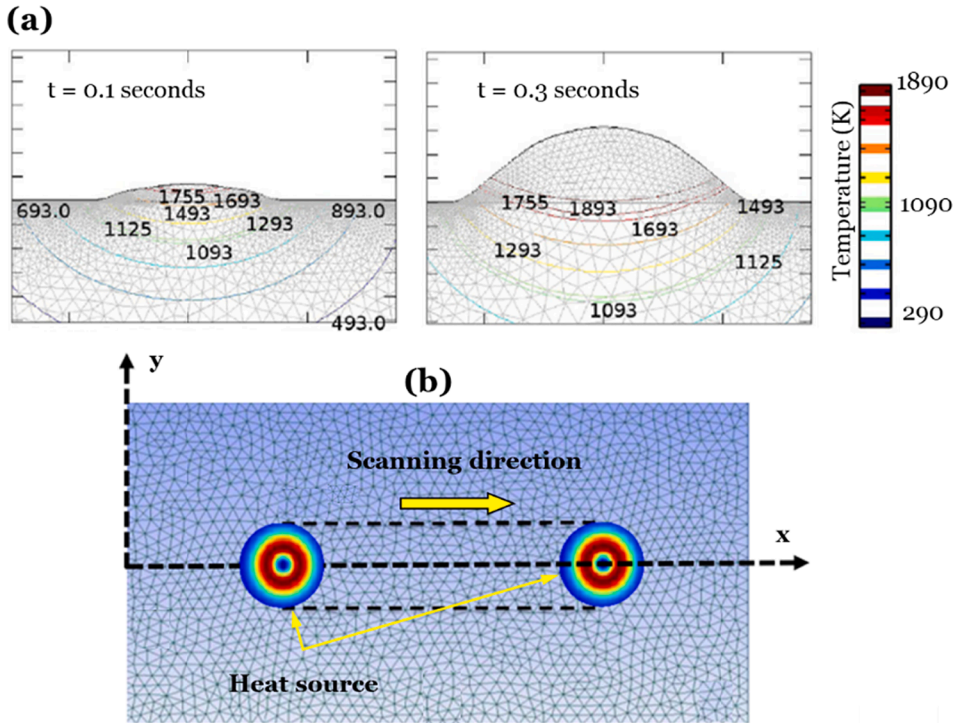 (a)
t = 0.1 seconds
693.0
1755
1693
1493
893.0
1125
1293
1093
493.0
t = 0.3 seconds
1755
1893
1493
1693
1293
1125
1093
Temperature (K)
1890
1090
290
(b)
y
Scanning direction
x
Heat source